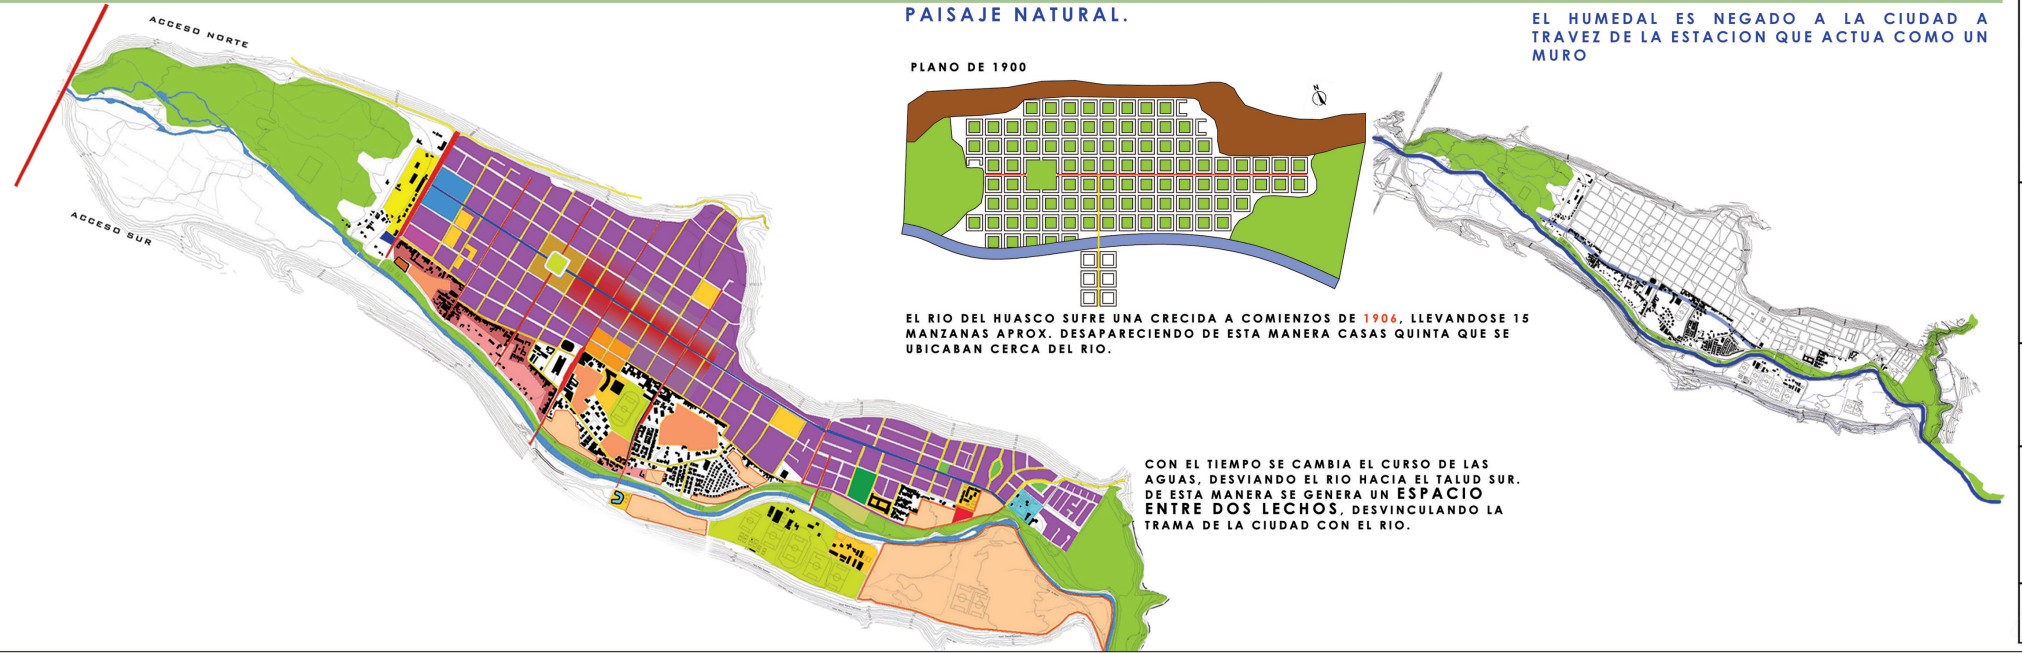 PAISAJE NATURAL.
EL HUMEDAL ES NEGADO A LA CIUDAD A
TRAVEZ DE LA ESTACION QUE ACTUA COMO UN
MURO
ACCESO NORTE
ACCESO SUR
PLANO DE 1900
N
EL RIO DEL HUASCO SUFRE UNA CRECIDA A COMIENZOS DE 1906, LLEVANDOSE 15
MANZANAS APROX. DESAPARECIENDO DE ESTA MANERA CASAS QUINTA QUE SE
UBICABAN CERCA DEL RIO.
CON EL TIEMPO SE CAMBIA EL CURSO DE LAS
AGUAS, DESVIANDO EL RIO HACIA EL TALUD SUR.
DE ESTA MANERA SE GENERA UN ESPACIO
ENTRE DOS LECHOS, DESVINCULANDO LA
TRAMA DE LA CIUDAD CON EL RIO.